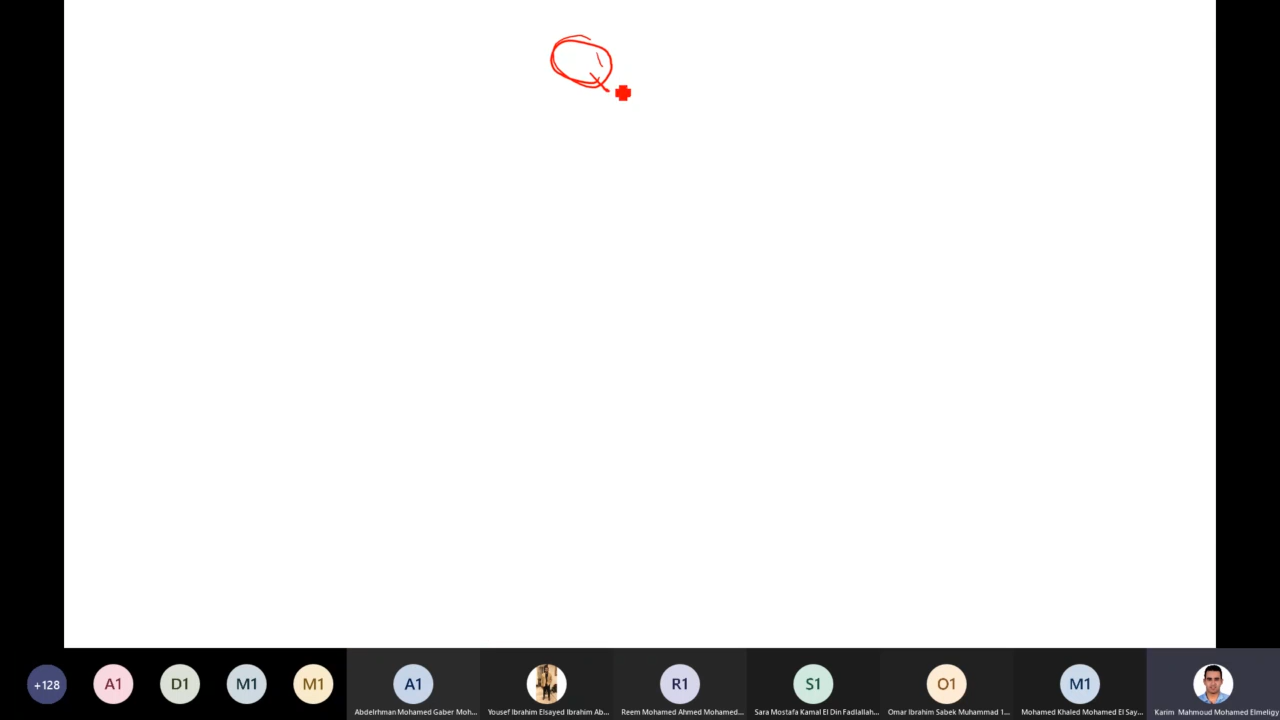 +128
A1
D1
M1
M1
A1
R1
S1
O1
M1
Abdelrhman Mohamed Gaber Moh...
Yousef Ibrahim Elsayed Ibrahim Ab...
Reem Mohamed Ahmed Mohamed...
Sara Mostafa Kamal El Din Fadlallah...
Omar Ibrahim Sabek Muhammad 1...
Mohamed Khaled Mohamed El Say...
Karim Mahmoud Mohamed Elmeligy